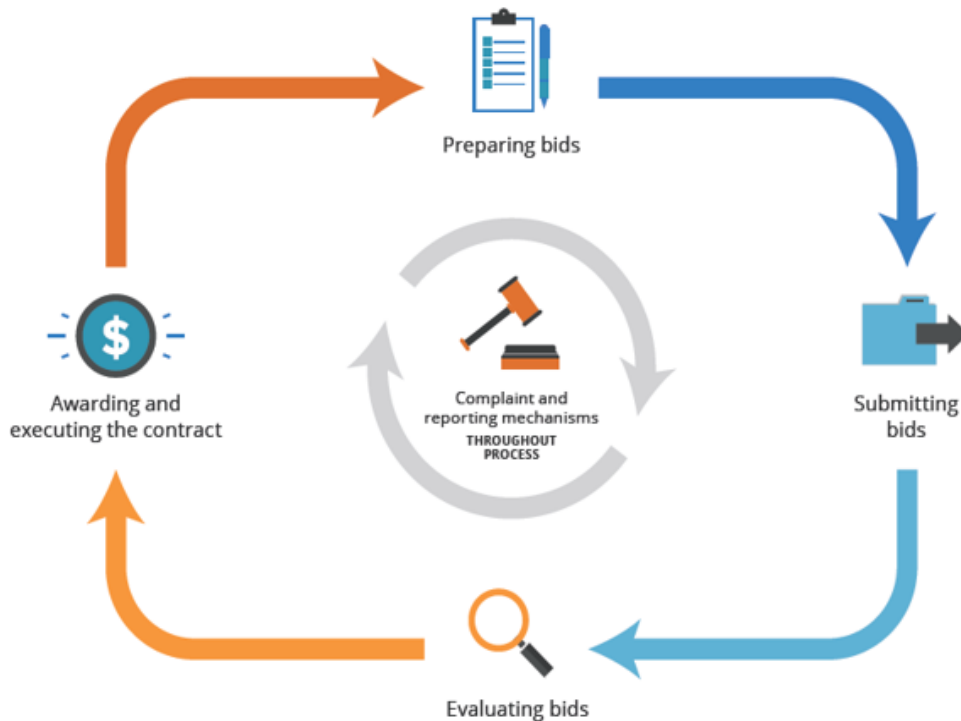 Preparing bids
$
Awarding and
executing the contract
Complaint and
reporting mechanisms
THROUGHOUT
PROCESS
Submitting
bids
Evaluating bids